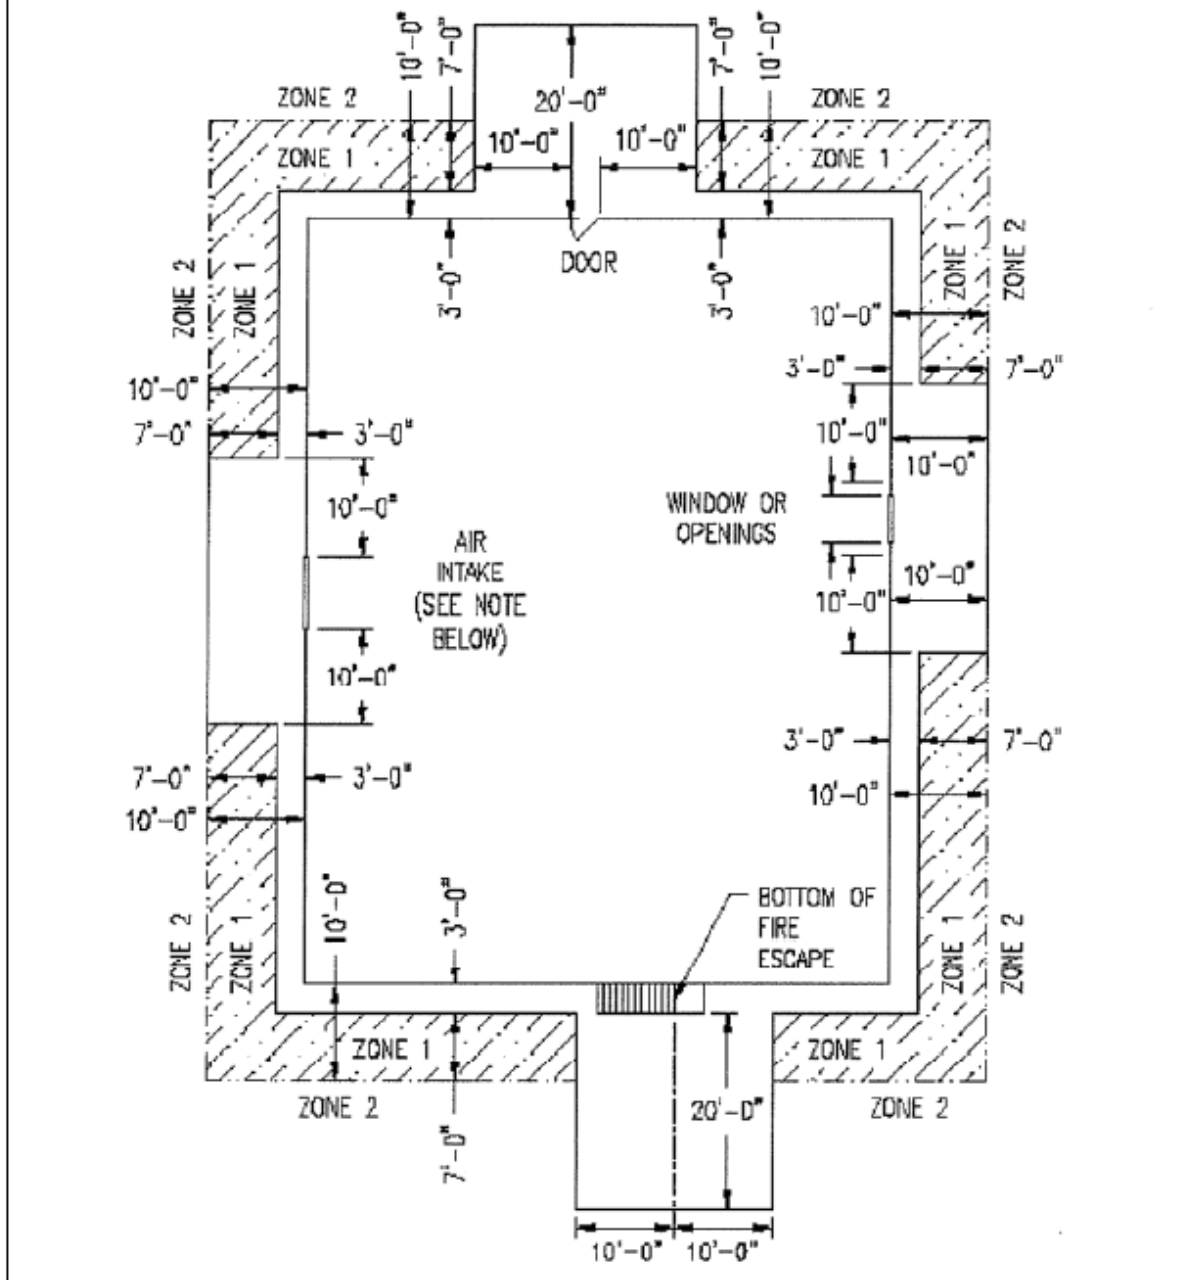 10'-0"
7'-0"
7'-0"
10'-0"
ZONE 2
20'-0"
ZONE 2
10'-0"
10'-0"
ZONE 1
ZONE 1
DOOR
3'-0"
3'-0"
ZONE 2
ZONE 1
ZONE 1
ZONE 2
10'-0"
3'-0"
7'-0"
10'-0"
7'-0"
3'-0"
10'-0"
10'-0"
10'-0"
WINDOW OR
OPENINGS
AIR
INTAKE
(SEE NOTE
BELOW)
10'-0"
10'-0"
10'-0"
3'-0"
7'-0"
7'-0"
3'-0"
10'-0"
10'-0"
10'-0"
3'-0"
BOTTOM OF
FIRE
ESCAPE
ZONE 2
ZONE 1
ZONE 1
ZONE 2
ZONE 1
ZONE 1
ZONE 2
20'-0"
ZONE 2
7'-0"
10'-0"
10'-0"